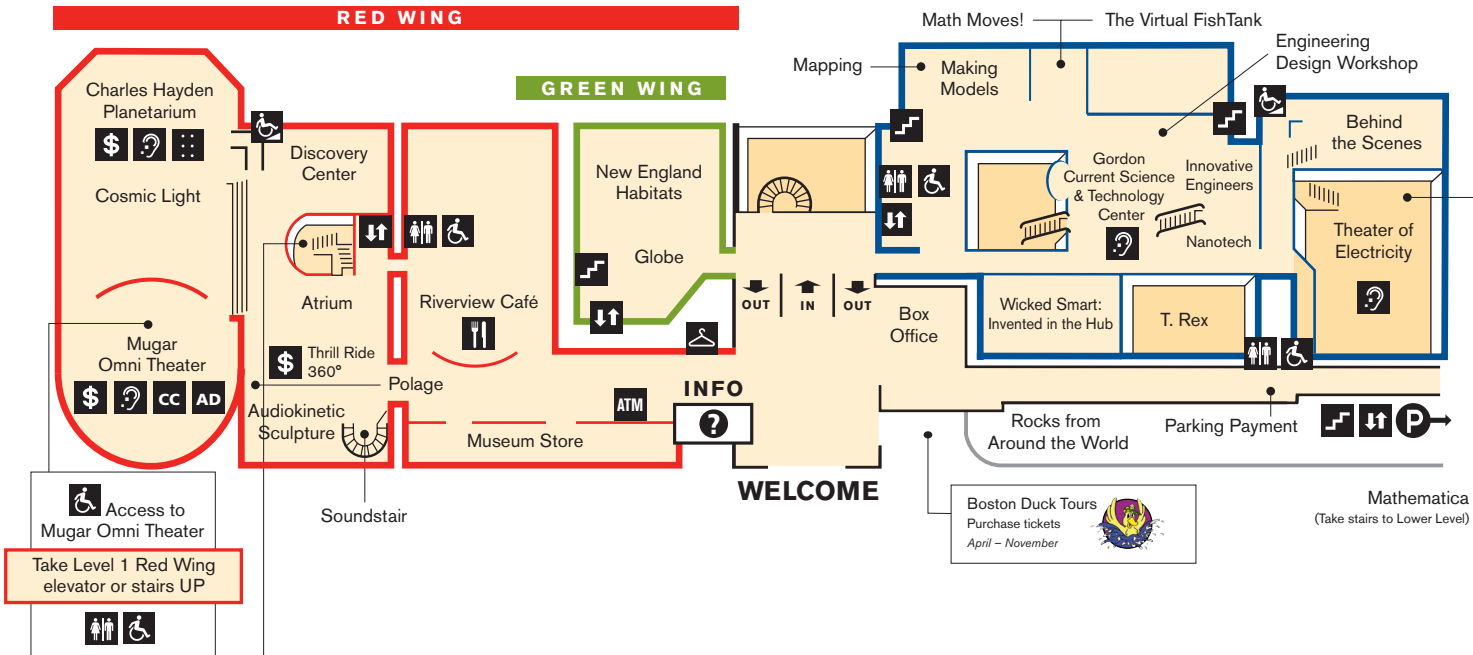 RED WING
GREEN WING
Math Moves!
The Virtual FishTank
Engineering
Design Workshop
Mapping
Making
Models
Charles Hayden
Planetarium
$
Cosmic Light
Discovery
Center
New England
Habitats
Globe
Gordon
Current Science
& Technology
Center
Innovative
Engineers
Nanotech
Behind
the Scenes
Theater of
Electricity
Atrium
Riverview Café
OUT
IN
OUT
Box
Office
Wicked Smart:
Invented in the Hub
T. Rex
Mugar
Omni Theater
$
CC
AD
$
Thrill Ride
360°
Polage
Audiokinetic
Sculpture
ATM
INFO
?
Museum Store
Rocks from
Around the World
Parking Payment
P
WELCOME
Soundstair
Boston Duck Tours
Purchase tickets
April – November
Mathematica
(Take stairs to Lower Level)
Access to
Mugar Omni Theater
Take Level 1 Red Wing
elevator or stairs UP